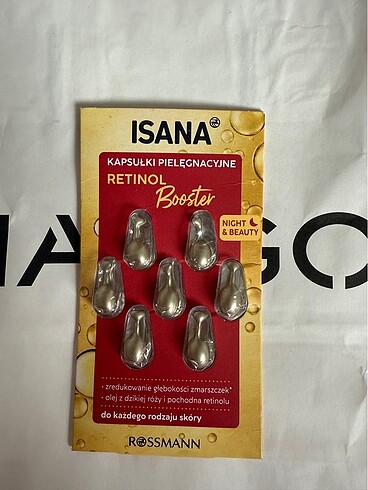 ISANA
KAPSUŁKI PIELĘGNACYJNE
RETINOL
Booster
NIGHT
& BEAUTY
• zredukowanie głębokości zmarszczek*
• olej z dzikiej róży i pochodna retinolu
do każdego rodzaju skóry
ROSSMANN